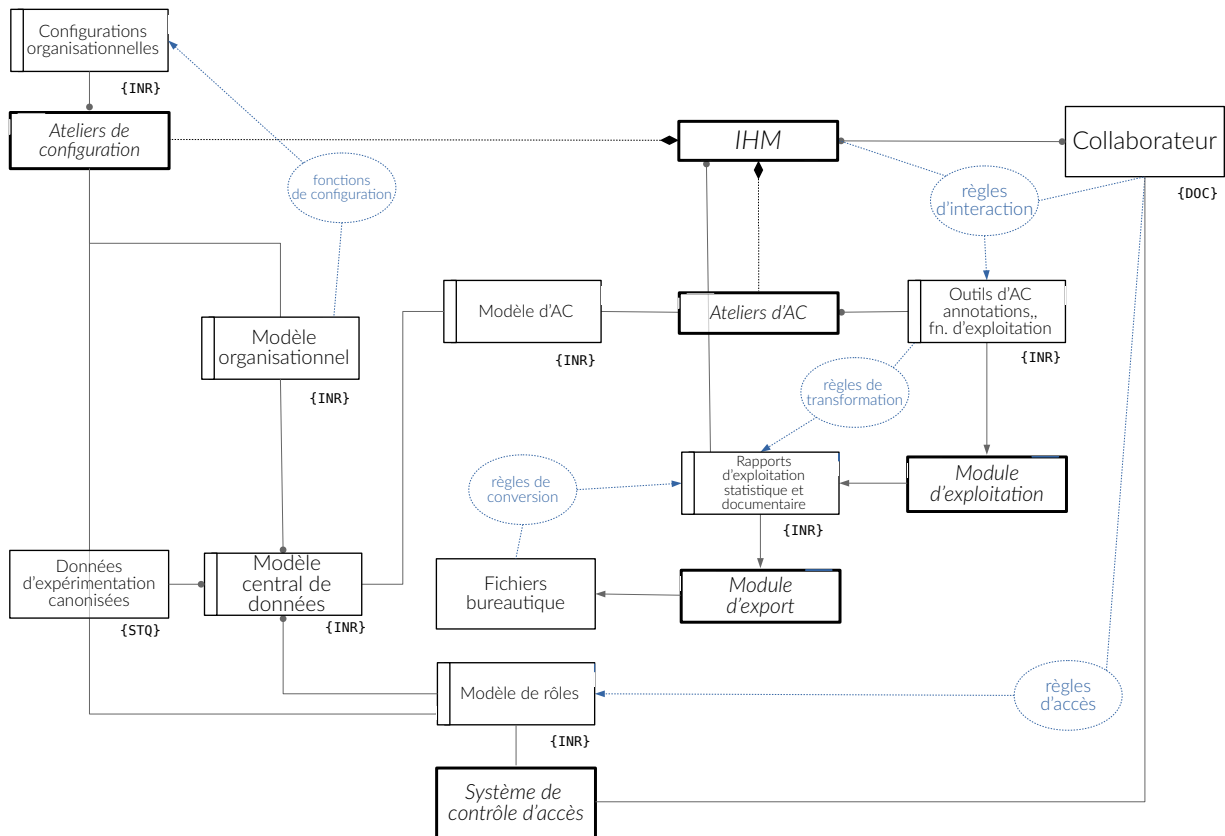 Configurations
organisationnelles
{INR}
Ateliers de
configuration
IHM
Collaborateur
{DOC}
fonctions
de configuration
règles
d'interaction
Modèle d'AC
{INR}
Ateliers d'AC
Outils d'AC
annotations,,
fn. d'exploitation
{INR}
Modèle
organisationnel
{INR}
règles de
transformation
règles de
conversion
Rapports
d'exploitation
statistique et
documentaire
{INR}
Module
d'exploitation
Données
d'expérimentation
canonisées
{STQ}
Modèle
central de
données
{INR}
Fichiers
bureautique
Module
d'export
Modèle de rôles
{INR}
règles
d'accès
Système de
contrôle d'accès